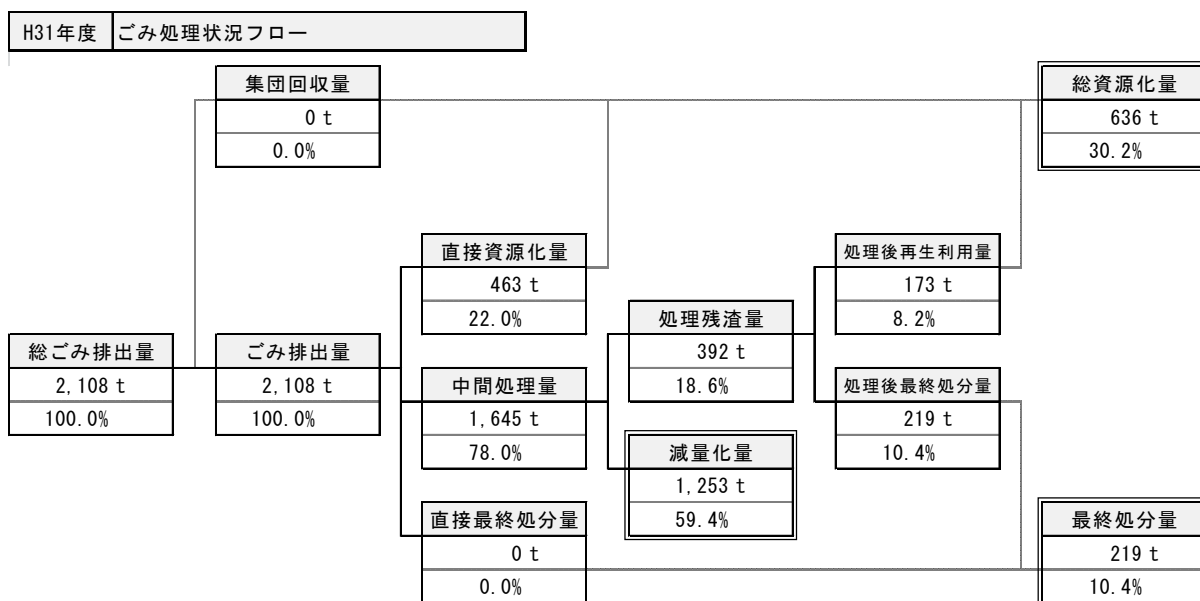 H31年度 ごみ処理状況フロー
集団回収量
0 t
0.0%
総資源化量
636 t
30.2%
直接資源化量
463 t
22.0%
処理後再生利用量
173 t
8.2%
処理残渣量
392 t
18.6%
総ごみ排出量
2,108 t
100.0%
ごみ排出量
2,108 t
100.0%
中間処理量
1,645 t
78.0%
処理後最終処分量
219 t
10.4%
減量化量
1,253 t
59.4%
直接最終処分量
0 t
0.0%
最終処分量
219 t
10.4%